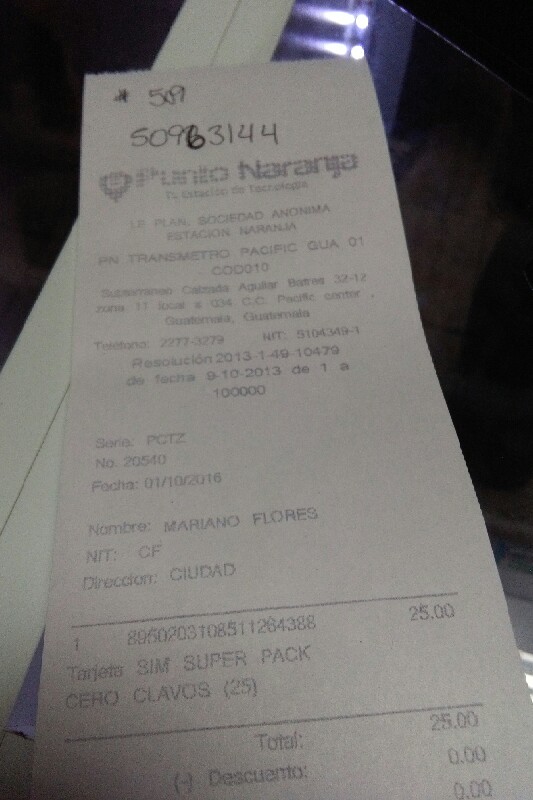 # 509
50963144
Punto Naranja
Tu Estación de Tecnología
I.P. PLAN, SOCIEDAD ANONIMA
ESTACION NARANJA
PN TRANSMETRO PACIFIC GUA 01
COD010
Subterraneo Calzada Aguilar Batres 32-12
zona 11 local a 034 C.C. Pacific center ,
Guatemala, Guatemala
Telefono: 2277-3279 NIT: 5104349-1
Resolución 2013-1-49-10479
de fecha 9-10-2013 de 1 a
100000
Serie: PCTZ
No. 20540
Fecha: 01/10/2016
Nombre: MARIANO FLORES
NIT: CF
Direccion: CIUDAD
1 8950203108511264388 25.00
Tarjeta SIM SUPER PACK
CERO CLAVOS (25)
Total: 25.00
(-) Descuento: 0.00
0.00